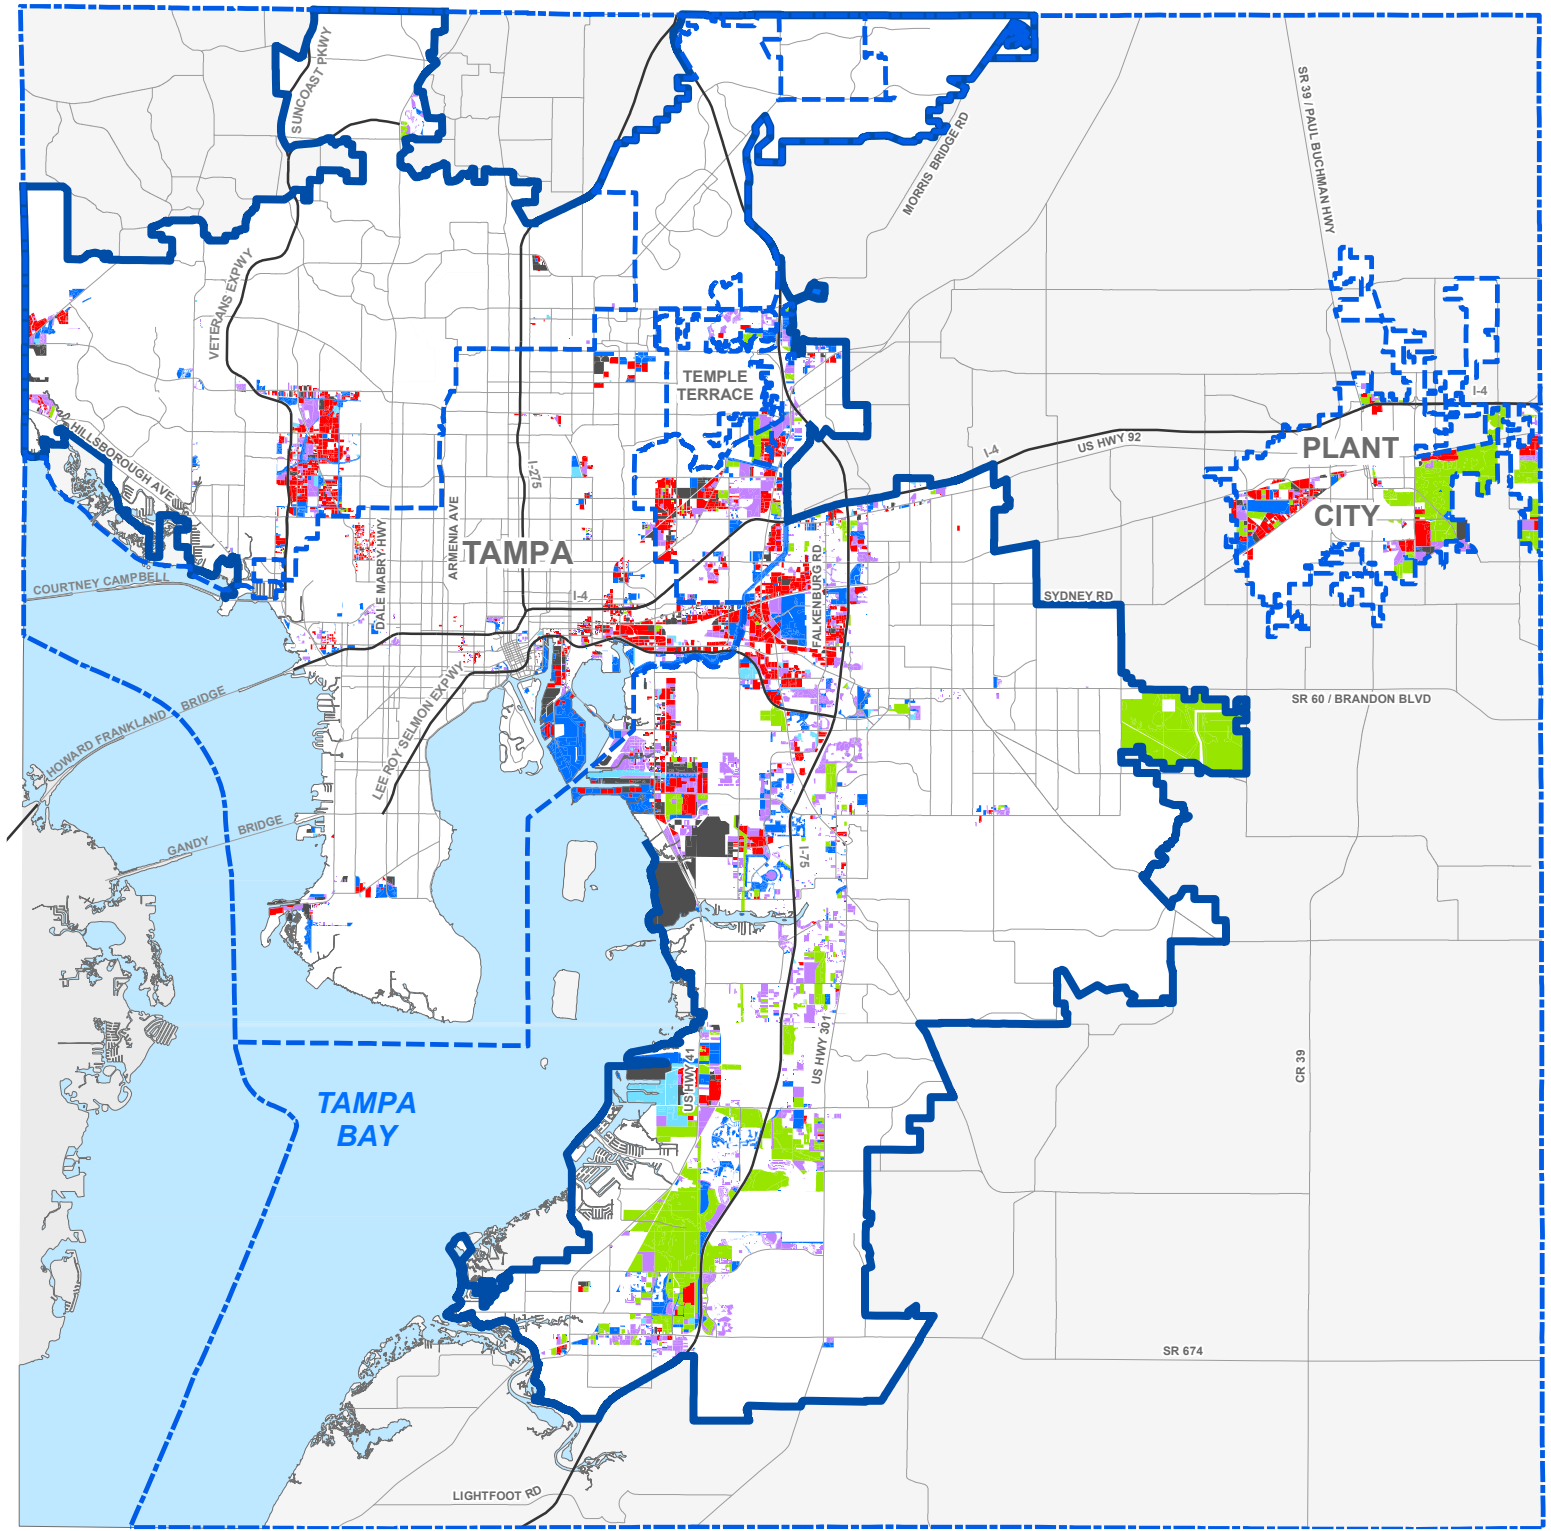 SUNCOAST PKWY
SR 39 / PAUL BUCHMAN HWY
MORRIS BRIDGE RD
VETERANS EXPWY
TEMPLE
TERRACE
I-4
US HWY 92
I-4
PLANT
CITY
HILLSBOROUGH AVE
I-275
ARMENIA AVE
DALE MABRY HWY
TAMPA
FALKENBURG RD
COURTNEY CAMPBELL
I-4
SYDNEY RD
HOWARD FRANKLAND BRIDGE
LEE ROY SELMON EXPWY
SR 60 / BRANDON BLVD
GANDY BRIDGE
I-75
US HWY 301
US HWY 41
CR 39
TAMPA
BAY
SR 674
LIGHTFOOT RD